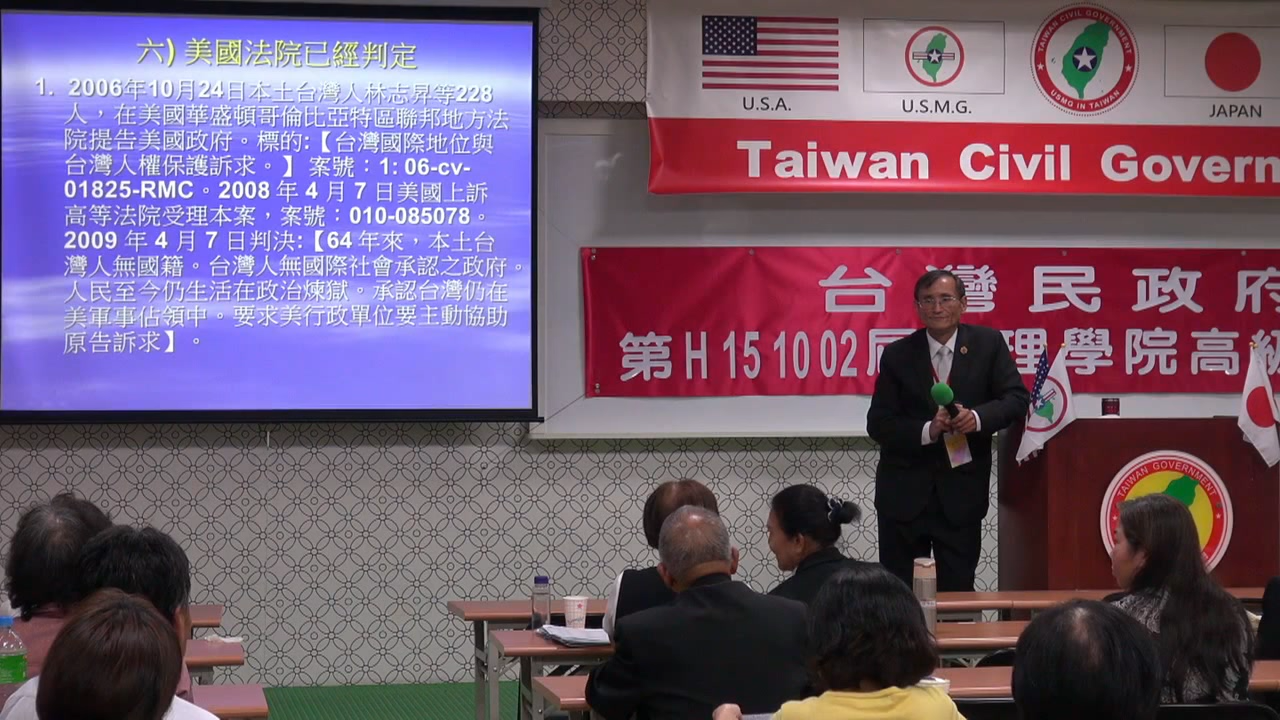 六) 美國法院已經判定
1. 2006年10月24日本土台灣人林志昇等228
人，在美國華盛頓哥倫比亞特區聯邦地方法
院提告美國政府。標的:【台灣國際地位與
台灣人權保護訴求。】案號：1: 06-cv-
01825-RMC。2008 年 4 月 7 日美國上訴
高等法院受理本案，案號：010-085078。
2009 年 4 月 7 日判決:【64 年來，本土台
灣人無國籍。台灣人無國際社會承認之政府。
人民至今仍生活在政治煉獄。承認台灣仍在
美軍事佔領中。要求美行政單位要主動協助
原告訴求】。
U.S.A.
U.S.M.G.
TAIWAN CIVIL GOVERNMENT
USMG IN TAIWAN
JAPAN
Taiwan Civil Govern
台灣民政府
第H 15 10 02屆 理學院高級
TAIWAN GOVERNMENT